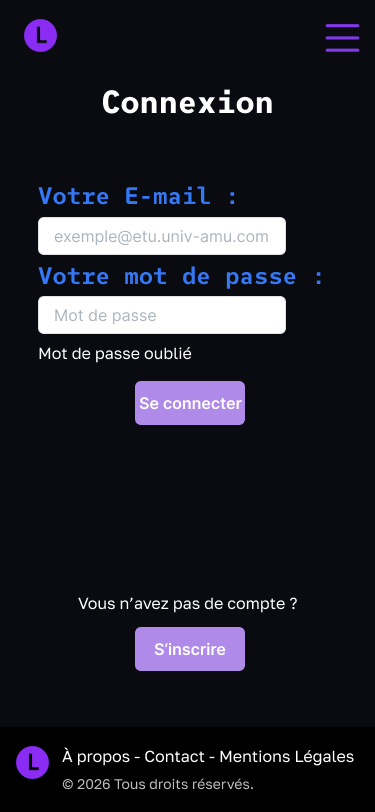 L
Connexion
Votre E-mail :
exemple@etu.univ-amu.com
Votre mot de passe :
Mot de passe
Mot de passe oublié
Se connecter
Vous n’avez pas de compte ?
S’inscrire
L
À propos - Contact - Mentions Légales
© 2026 Tous droits réservés.